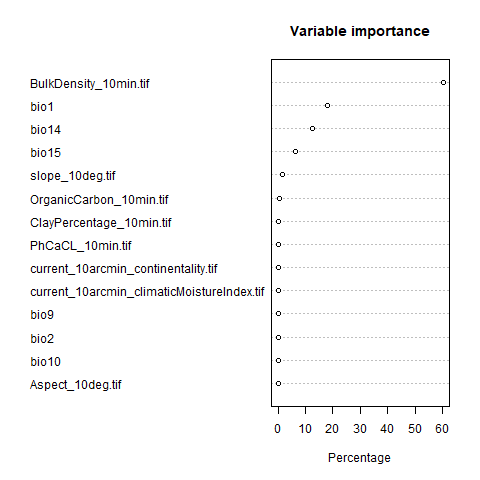 Variable importance
BulkDensity_10min.tif
bio1
bio14
bio15
slope_10deg.tif
OrganicCarbon_10min.tif
ClayPercentage_10min.tif
PhCaCL_10min.tif
current_10arcmin_continentality.tif
current_10arcmin_climaticMoistureIndex.tif
bio9
bio2
bio10
Aspect_10deg.tif
0 10 20 30 40 50 60
Percentage